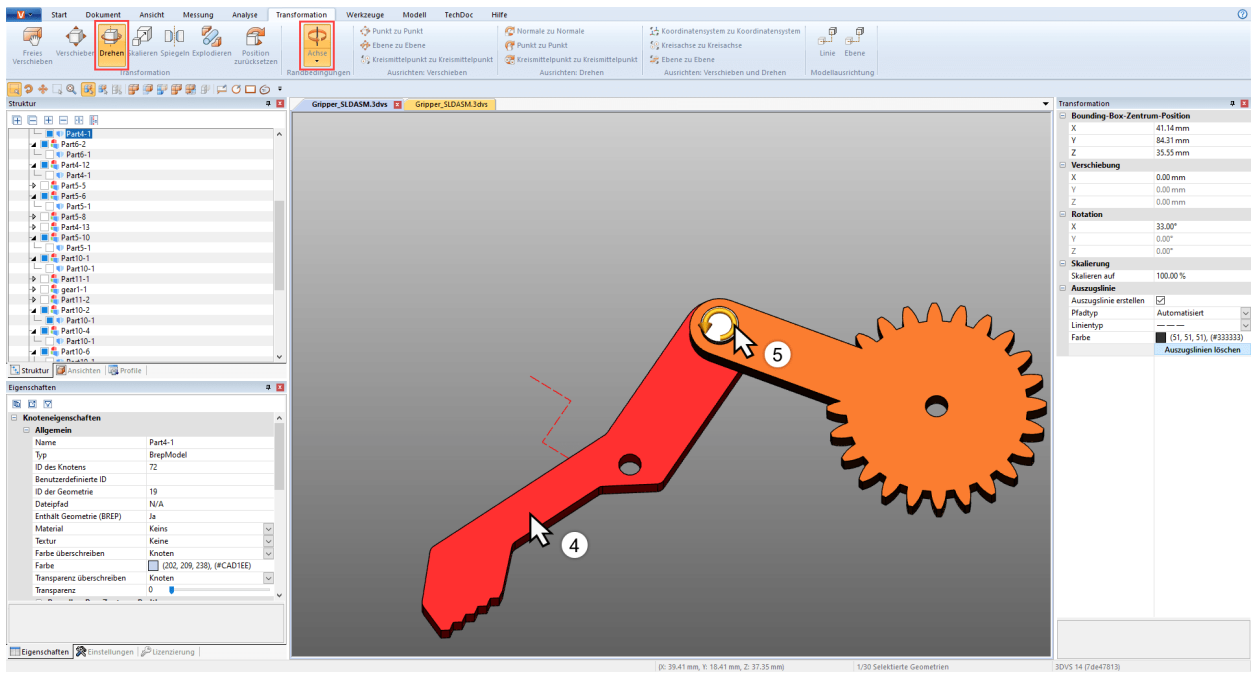 Start Dokument Ansicht Messung Analyse Transformation Werkzeuge Modell TechDoc Hilfe
Freies Verschieben
Verschieben
Drehen
Skalieren
Spiegeln
Explodieren
Position zurücksetzen
Transformation
Achse
Randbedingungen
Punkt zu Punkt
Ebene zu Ebene
Kreismittelpunkt zu Kreismittelpunkt
Ausrichten: Verschieben
Normale zu Normale
Punkt zu Punkt
Kreismittelpunkt zu Kreismittelpunkt
Ausrichten: Drehen
Koordinatensystem zu Koordinatensystem
Kreisachse zu Kreisachse
Ebene zu Ebene
Ausrichten: Verschieben und Drehen
Linie
Ebene
Modellausrichtung
Struktur
Part4-1
Part6-2
Part6-1
Part4-12
Part4-1
Part5-5
Part5-6
Part5-1
Part5-8
Part4-13
Part5-10
Part5-1
Part10-1
Part10-1
Part11-1
gear1-1
Part11-2
Part10-2
Part10-1
Part10-4
Part10-1
Part10-6
Struktur Ansichten Profile
Eigenschaften
Knoteneigenschaften
Allgemein
Name Part4-1
Typ BrepModel
ID des Knotens 72
Benutzerdefinierte ID
ID der Geometrie 19
Dateipfad N/A
Enthält Geometrie (BREP) Ja
Material Keins
Textur Keine
Farbe überschreiben Knoten
Farbe (202, 209, 238), (#CAD1EE)
Transparenz überschreiben Knoten
Transparenz 0
Eigenschaften Einstellungen Lizenzierung
Gripper_SLDASM.3dvs Gripper_SLDASM.3dvs
5
4
Transformation
Bounding-Box-Zentrum-Position
X 41.14 mm
Y 84.31 mm
Z 35.55 mm
Verschiebung
X 0.00 mm
Y 0.00 mm
Z 0.00 mm
Rotation
X 33.00°
Y 0.00°
Z 0.00°
Skalierung
Skalieren auf 100.00 %
Auszugslinie
Auszugslinie erstellen
Pfadtyp Automatisiert
Linientyp
Farbe (51, 51, 51), (#333333)
Auszugslinien löschen
(X: 39.41 mm, Y: 18.41 mm, Z: 37.35 mm) 1/30 Selektierte Geometrien 3DVS 14 (7de47813)